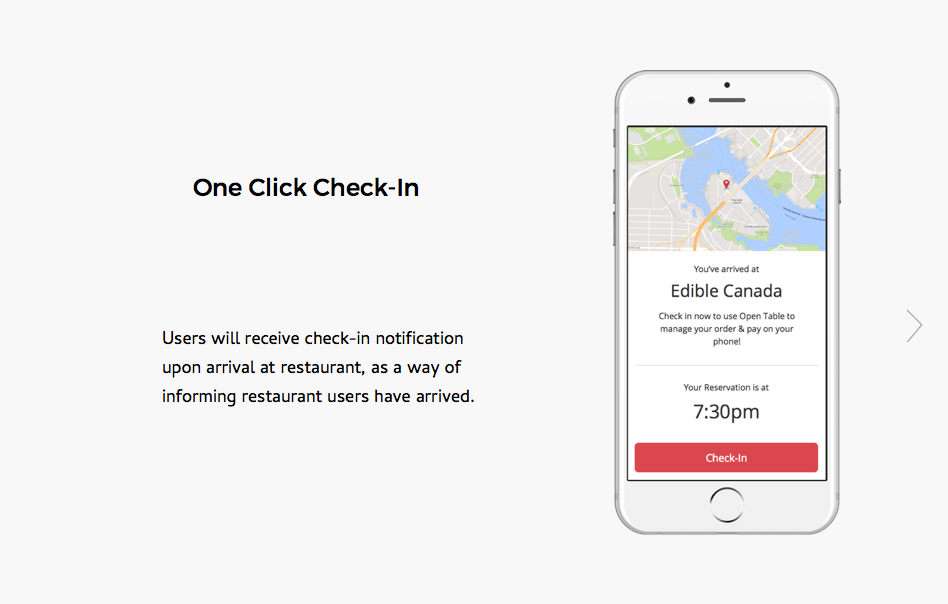 One Click Check-In
Users will receive check-in notification
upon arrival at restaurant, as a way of
informing restaurant users have arrived.
You've arrived at
Edible Canada
Check in now to use Open Table to
manage your order & pay on your
phone!
Your Reservation is at
7:30pm
Check-In